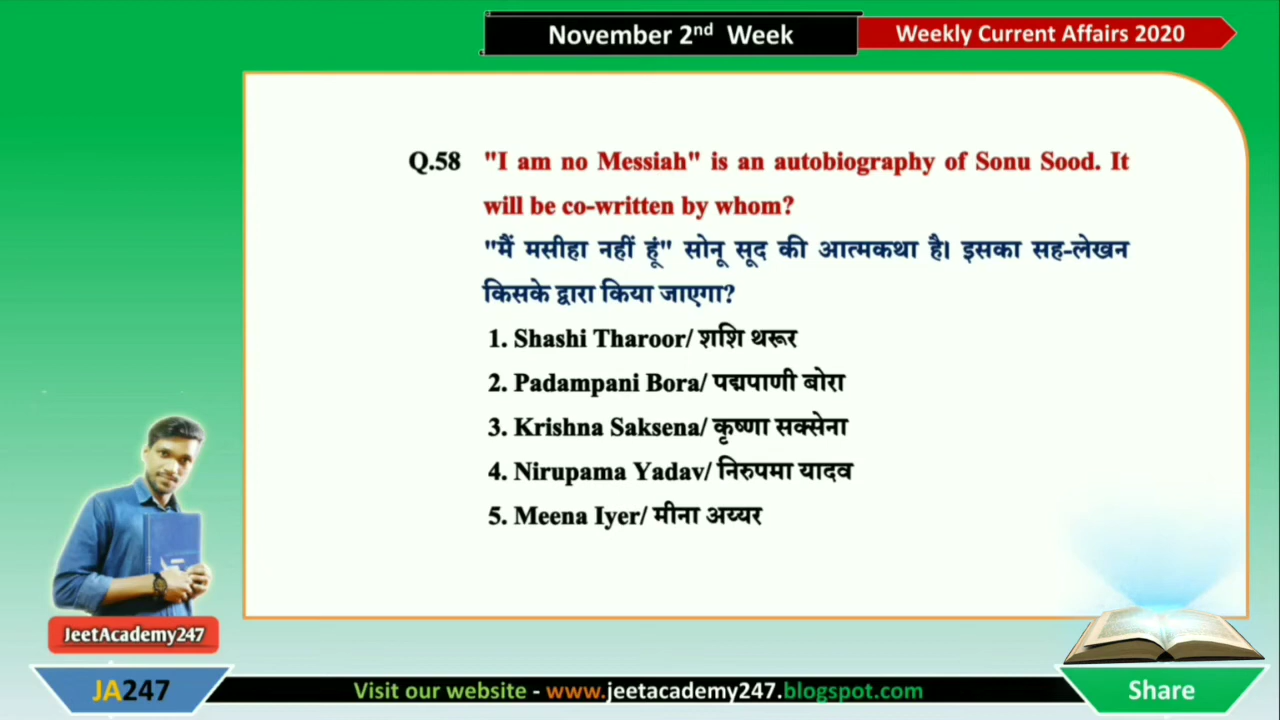 November 2nd Week
Weekly Current Affairs 2020
Q.58 "I am no Messiah" is an autobiography of Sonu Sood. It
will be co-written by whom?
"मैं मसीहा नहीं हूं" सोनू सूद की आत्मकथा है। इसका सह-लेखन
किसके द्वारा किया जाएगा?
1. Shashi Tharoor/ शशि थरूर
2. Padampani Bora/ पद्मपाणी बोरा
3. Krishna Saksena/ कृष्णा सक्सेना
4. Nirupama Yadav/ निरुपमा यादव
5. Meena Iyer/ मीना अय्यर
JeetAcademy247
JA247
Visit our website - www.jeetacademy247.blogspot.com
Share